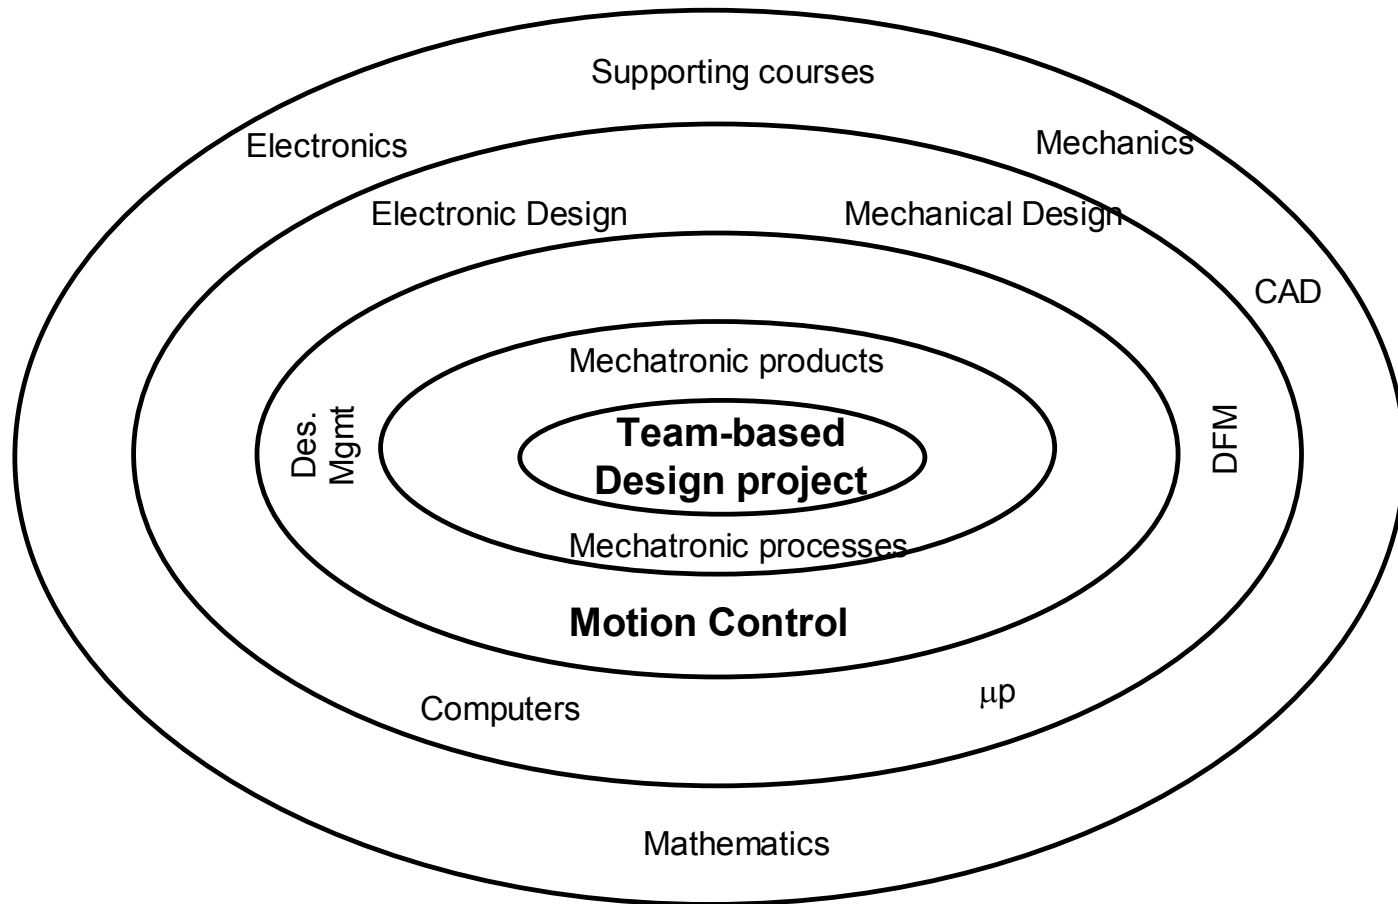 Supporting courses
Electronics
Mechanics
Electronic Design
Mechanical Design
CAD
Mechatronic products
Des.
Mgmt
Team-based
Design project
DFM
Mechatronic processes
Motion Control
Computers
μp
Mathematics